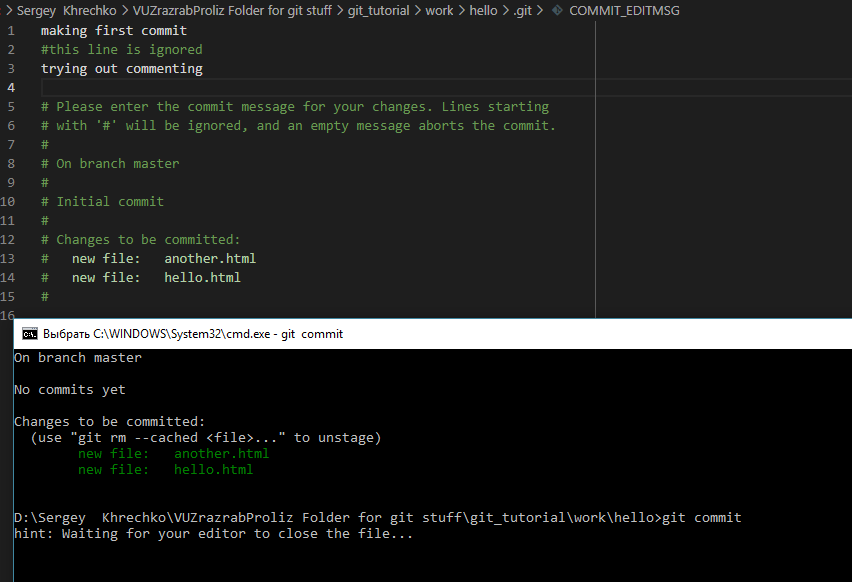 Sergey Khrechko > VUZrazrabProliz Folder for git stuff > git_tutorial > work > hello > .git > COMMIT_EDITMSG
1 making first commit
2 #this line is ignored
3 trying out commenting
4
5 # Please enter the commit message for your changes. Lines starting
6 # with '#' will be ignored, and an empty message aborts the commit.
7 #
8 # On branch master
9 #
10 # Initial commit
11 #
12 # Changes to be committed:
13 #   new file:   another.html
14 #   new file:   hello.html
15 #
16
Выбрать C:\WINDOWS\System32\cmd.exe - git  commit
On branch master
No commits yet
Changes to be committed:
  (use "git rm --cached <file>..." to unstage)
        new file:   another.html
        new file:   hello.html
D:\Sergey  Khrechko\VUZrazrabProliz Folder for git stuff\git_tutorial\work\hello>git commit
hint: Waiting for your editor to close the file...